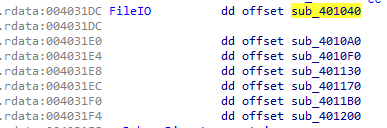 .rdata:004031DC FileIO dd offset sub_401040
.rdata:004031DC
.rdata:004031E0 dd offset sub_4010A0
.rdata:004031E4 dd offset sub_4010F0
.rdata:004031E8 dd offset sub_401130
.rdata:004031EC dd offset sub_401170
.rdata:004031F0 dd offset sub_4011B0
.rdata:004031F4 dd offset sub_401200